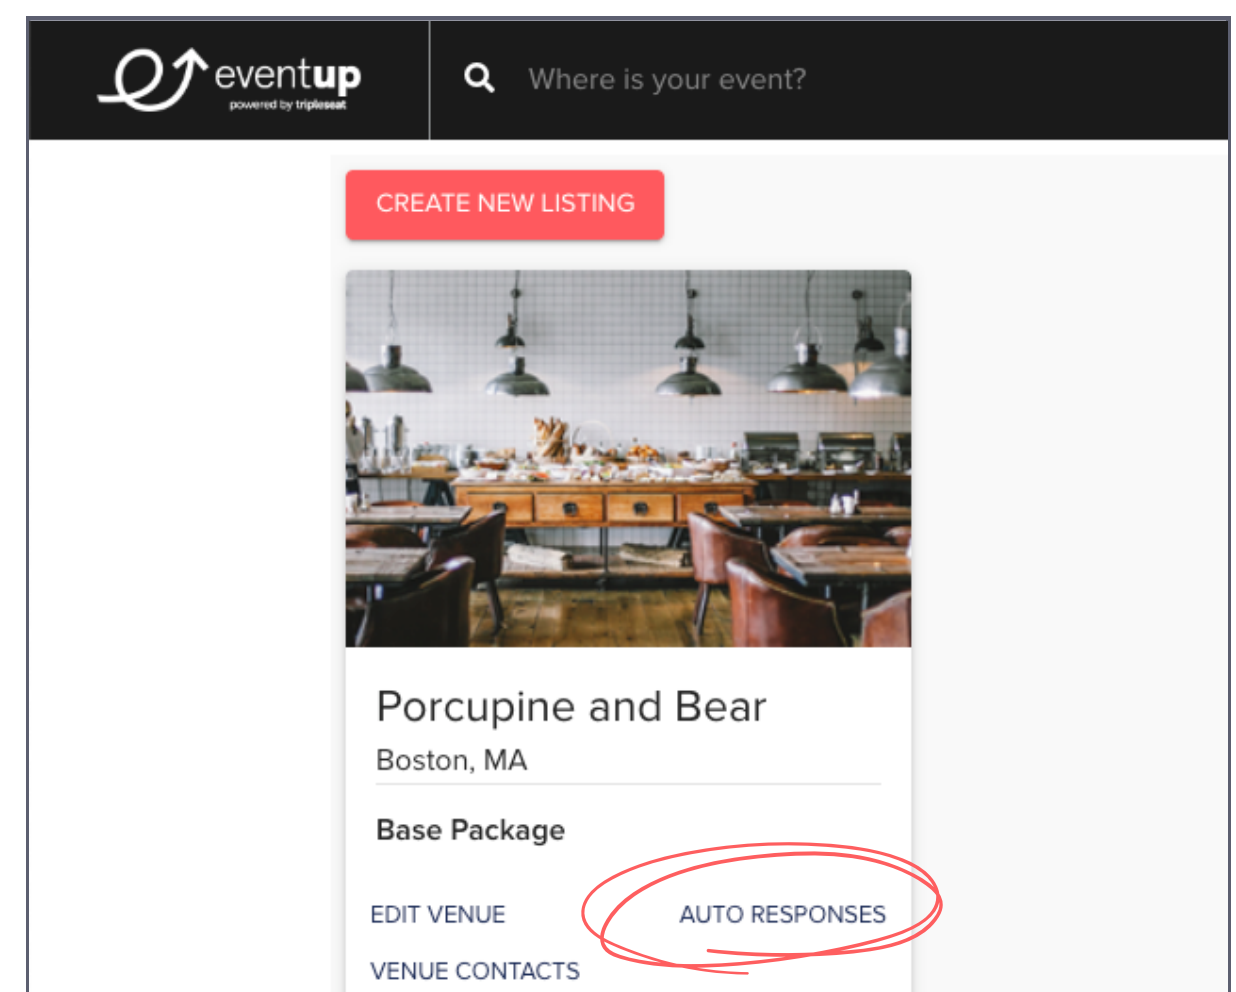 eventup
powered by tripleseat
Where is your event?
CREATE NEW LISTING
Porcupine and Bear
Boston, MA
Base Package
EDIT VENUE
AUTO RESPONSES
VENUE CONTACTS